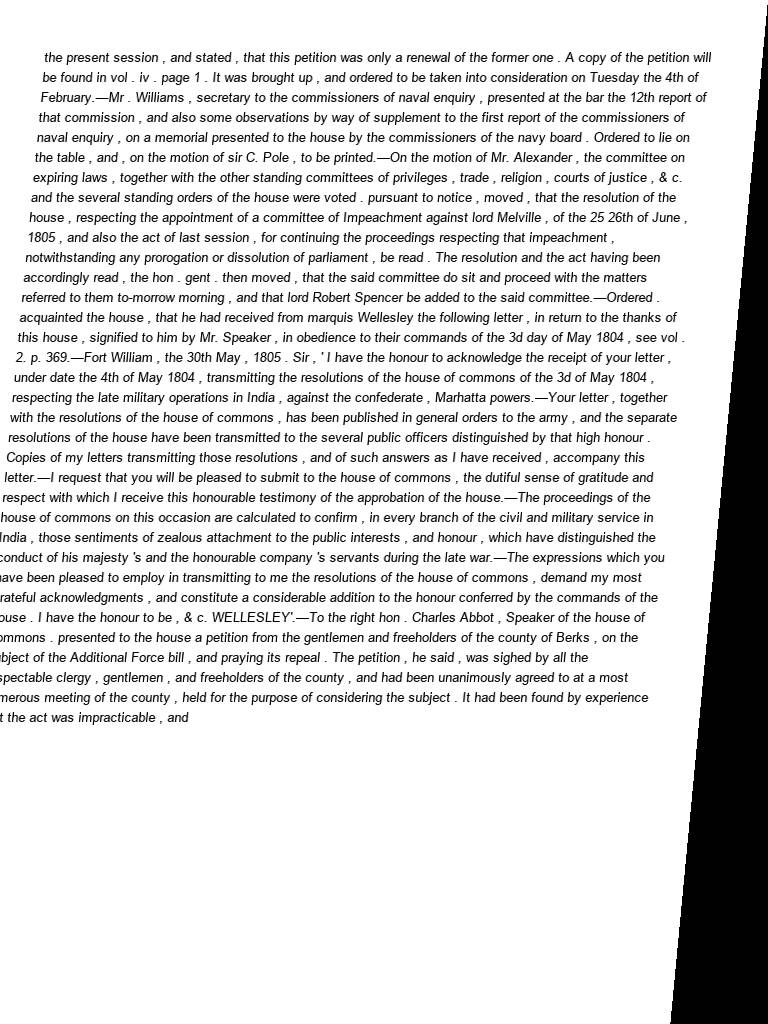 the present session , and stated , that this petition was only a renewal of the former one . A copy of the petition will
be found in vol . iv . page 1 . It was brought up , and ordered to be taken into consideration on Tuesday the 4th of
February.—Mr . Williams , secretary to the commissioners of naval enquiry , presented at the bar the 12th report of
that commission , and also some observations by way of supplement to the first report of the commissioners of
naval enquiry , on a memorial presented to the house by the commissioners of the navy board . Ordered to lie on
the table , and , on the motion of sir C. Pole , to be printed.—On the motion of Mr. Alexander , the committee on
expiring laws , together with the other standing committees of privileges , trade , religion , courts of justice , & c.
and the several standing orders of the house were voted . pursuant to notice , moved , that the resolution of the
house , respecting the appointment of a committee of Impeachment against lord Melville , of the 25 26th of June ,
1805 , and also the act of last session , for continuing the proceedings respecting that impeachment ,
notwithstanding any prorogation or dissolution of parliament , be read . The resolution and the act having been
accordingly read , the hon . gent . then moved , that the said committee do sit and proceed with the matters
referred to them to-morrow morning , and that lord Robert Spencer be added to the said committee.—Ordered .
acquainted the house , that he had received from marquis Wellesley the following letter , in return to the thanks of
this house , signified to him by Mr. Speaker , in obedience to their commands of the 3d day of May 1804 , see vol .
2. p. 369.—Fort William , the 30th May , 1805 . Sir , ' I have the honour to acknowledge the receipt of your letter ,
under date the 4th of May 1804 , transmitting the resolutions of the house of commons of the 3d of May 1804 ,
respecting the late military operations in India , against the confederate , Marhatta powers.—Your letter , together
with the resolutions of the house of commons , has been published in general orders to the army , and the separate
resolutions of the house have been transmitted to the several public officers distinguished by that high honour .
Copies of my letters transmitting those resolutions , and of such answers as I have received , accompany this
letter.—I request that you will be pleased to submit to the house of commons , the dutiful sense of gratitude and
respect with which I receive this honourable testimony of the approbation of the house.—The proceedings of the
house of commons on this occasion are calculated to confirm , in every branch of the civil and military service in
India , those sentiments of zealous attachment to the public interests , and honour , which have distinguished the
conduct of his majesty 's and the honourable company 's servants during the late war.—The expressions which you
have been pleased to employ in transmitting to me the resolutions of the house of commons , demand my most
rateful acknowledgments , and constitute a considerable addition to the honour conferred by the commands of the
ouse . I have the honour to be , & c. WELLESLEY'.—To the right hon . Charles Abbot , Speaker of the house of
ommons . presented to the house a petition from the gentlemen and freeholders of the county of Berks , on the
bject of the Additional Force bill , and praying its repeal . The petition , he said , was sighed by all the
spectable clergy , gentlemen , and freeholders of the county , and had been unanimously agreed to at a most
merous meeting of the county , held for the purpose of considering the subject . It had been found by experience
t the act was impracticable , and